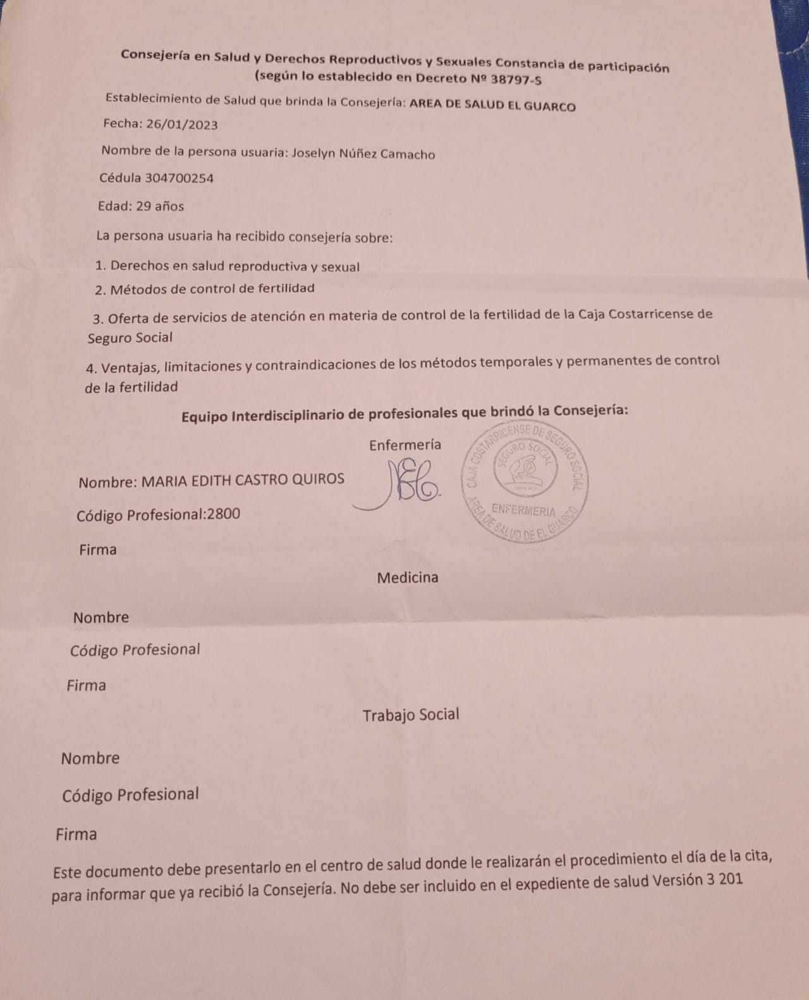 Consejería en Salud y Derechos Reproductivos y Sexuales Constancia de participación
(según lo establecido en Decreto Nº 38797-S
Establecimiento de Salud que brinda la Consejería: AREA DE SALUD EL GUARCO
Fecha: 26/01/2023
Nombre de la persona usuaria: Joselyn Núñez Camacho
Cédula 304700254
Edad: 29 años
La persona usuaria ha recibido consejería sobre:
1. Derechos en salud reproductiva y sexual
2. Métodos de control de fertilidad
3. Oferta de servicios de atención en materia de control de la fertilidad de la Caja Costarricense de
Seguro Social
4. Ventajas, limitaciones y contraindicaciones de los métodos temporales y permanentes de control
de la fertilidad
Equipo Interdisciplinario de profesionales que brindó la Consejería:
Enfermería
CAJA COSTARRICENSE DE SEGURO SOCIAL
SEGURO SOCIAL
COSTA RICA
ENFERMERIA
AREA DE SALUD DE EL GUARCO
Nombre: MARIA EDITH CASTRO QUIROS
Código Profesional:2800
Firma
Medicina
Nombre
Código Profesional
Firma
Trabajo Social
Nombre
Código Profesional
Firma
Este documento debe presentarlo en el centro de salud donde le realizarán el procedimiento el día de la cita,
para informar que ya recibió la Consejería. No debe ser incluido en el expediente de salud Versión 3 201